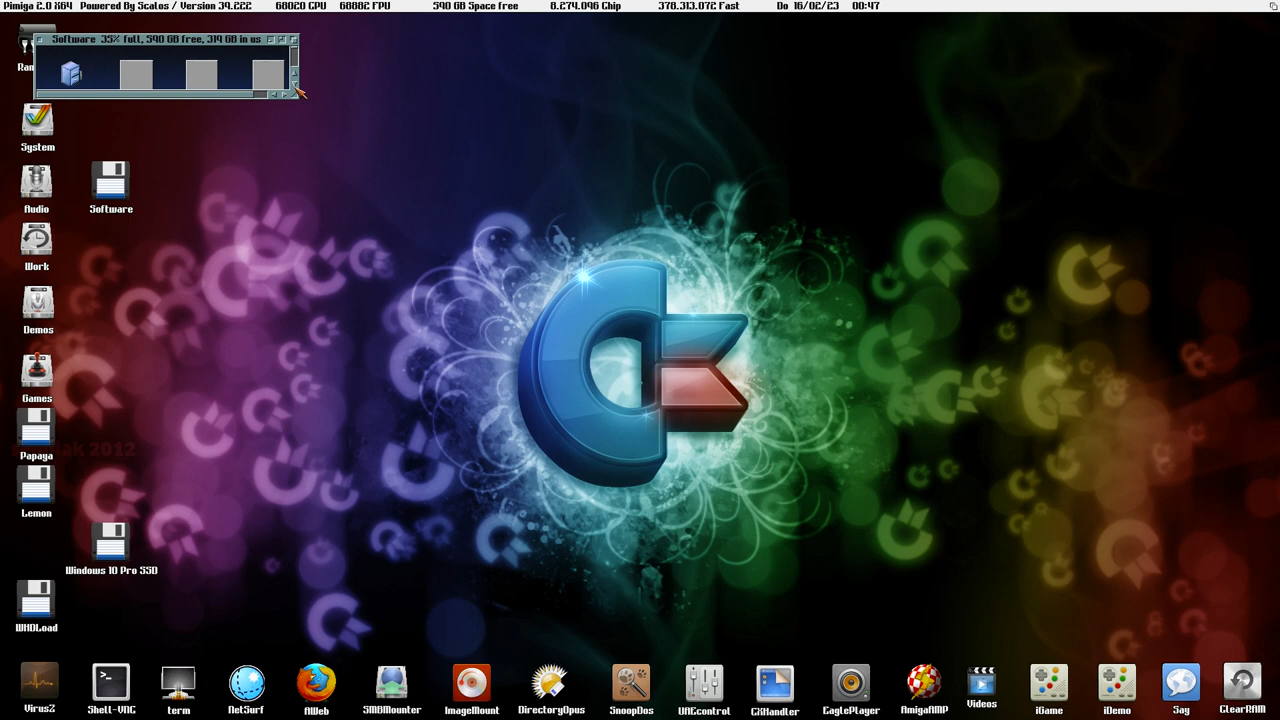 Pimiga 2.0 x64 Powered By Scalos / Version 39.222 68020 CPU 68882 FPU 590 GB Space free 8.274.096 Chip 378.313.072 Fast Do 16/02/23 00:47
Software 35% full, 590 GB free, 319 GB in us
Ram
System
Audio
Software
Work
Demos
Games
Papaya
Lemon
Windows 10 Pro SSD
WHDLoad
VirusZ
Shell-VNC
term
NetSurf
AWeb
SMBMounter
ImageMount
DirectoryOpus
SnoopDos
UAEcontrol
EaglePlayer
AmigaAMP
Videos
iGame
iDemo
Say
ClearRAM